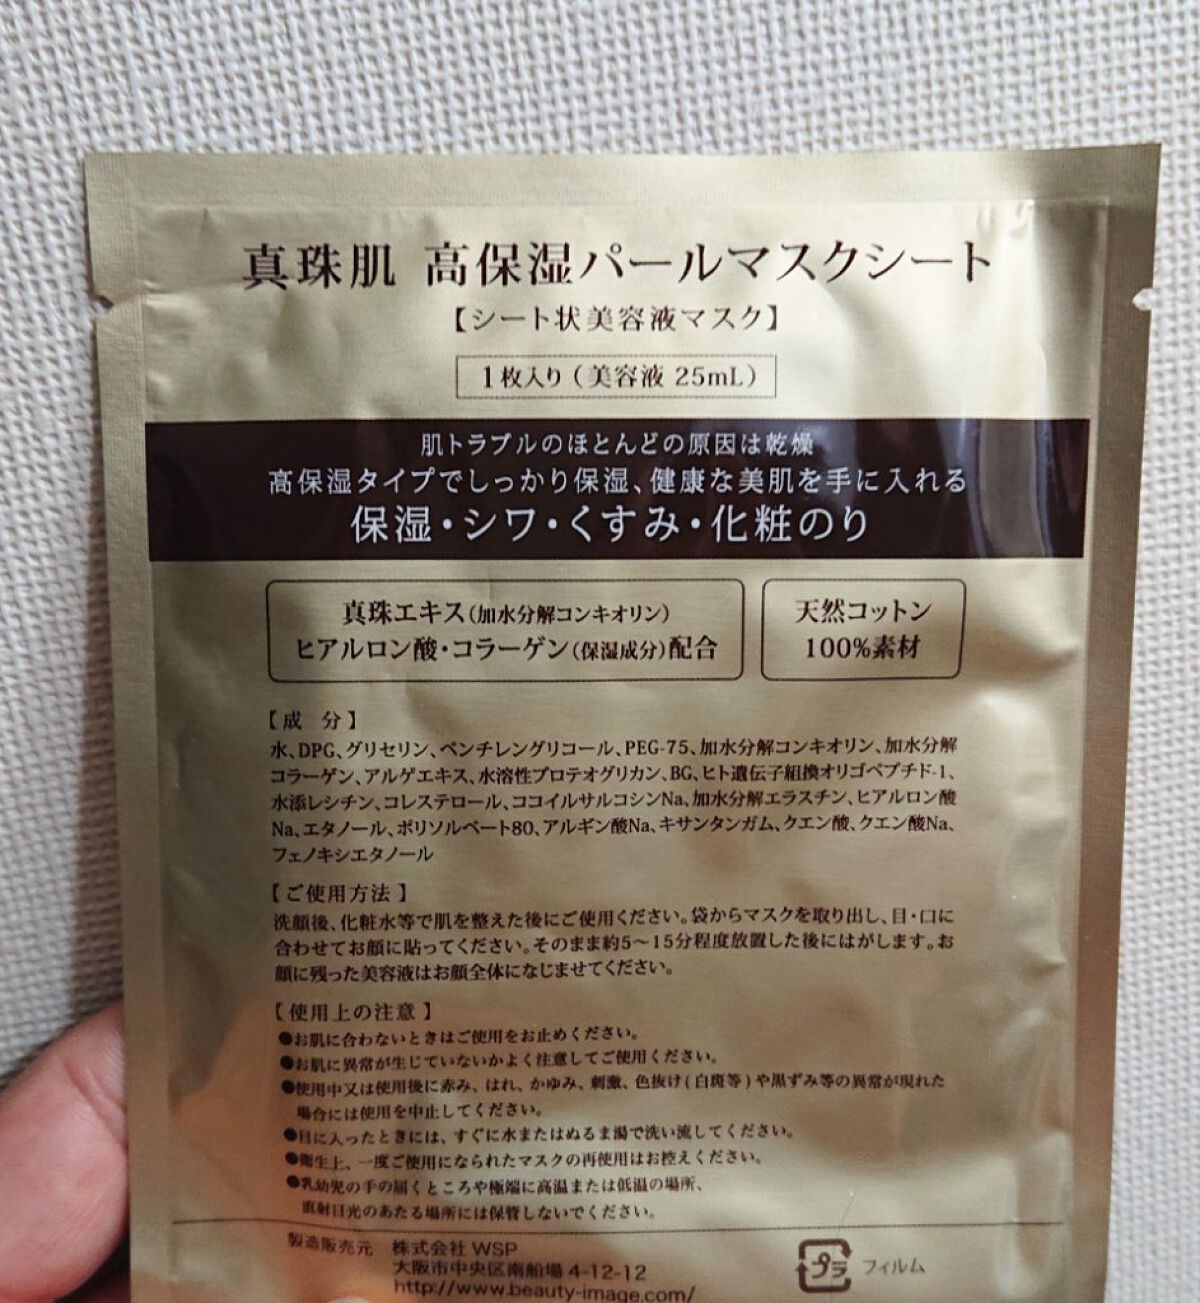 真珠肌 高保湿パールマスクシート
【シート状美容液マスク】
1枚入り（美容液 25mL）
肌トラブルのほとんどの原因は乾燥
高保湿タイプでしっかり保湿、健康な美肌を手に入れる
保湿・シワ・くすみ・化粧のり
真珠エキス（加水分解コンキオリン）
ヒアルロン酸・コラーゲン（保湿成分）配合
天然コットン
100%素材
【成　分】
水、DPG、グリセリン、ペンチレングリコール、PEG-75、加水分解コンキオリン、加水分解
コラーゲン、アルゲエキス、水溶性プロテオグリカン、BG、ヒト遺伝子組換オリゴペプチド-1、
水添レシチン、コレステロール、ココイルサルコシンNa、加水分解エラスチン、ヒアルロン酸
Na、エタノール、ポリソルベート80、アルギン酸Na、キサンタンガム、クエン酸、クエン酸Na、
フェノキシエタノール
【ご使用方法】
洗顔後、化粧水等で肌を整えた後にご使用ください。袋からマスクを取り出し、目・口に
合わせてお顔に貼ってください。そのまま約5～15分程度放置した後にはがします。お
顔に残った美容液はお顔全体になじませてください。
【使用上の注意】
●お肌に合わないときはご使用をお止めください。
●お肌に異常が生じていないかよく注意してご使用ください。
●使用中又は使用後に赤み、はれ、かゆみ、刺激、色抜け(白斑等)や黒ずみ等の異常が現れた
場合には使用を中止してください。
●目に入ったときには、すぐに水またはぬるま湯で洗い流してください。
●衛生上、一度ご使用になられたマスクの再使用はお控えください。
●乳幼児の手の届くところや極端に高温または低温の場所、
直射日光のあたる場所には保管しないでください。
製造販売元　株式会社 WSP
大阪市中央区南船場 4-12-12
http://www.beauty-image.com/
プラ フィルム